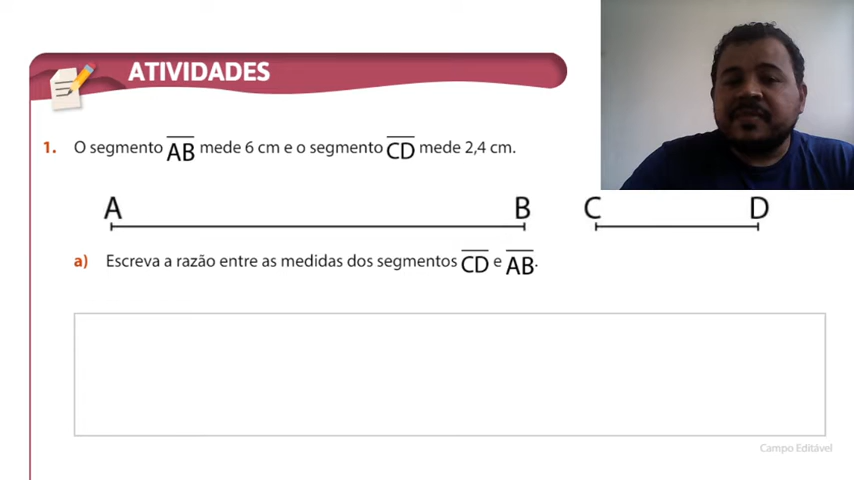 ATIVIDADES
1. O segmento AB mede 6 cm e o segmento CD mede 2,4 cm.
A B C D
a) Escreva a razão entre as medidas dos segmentos CD e AB.
Campo Editável